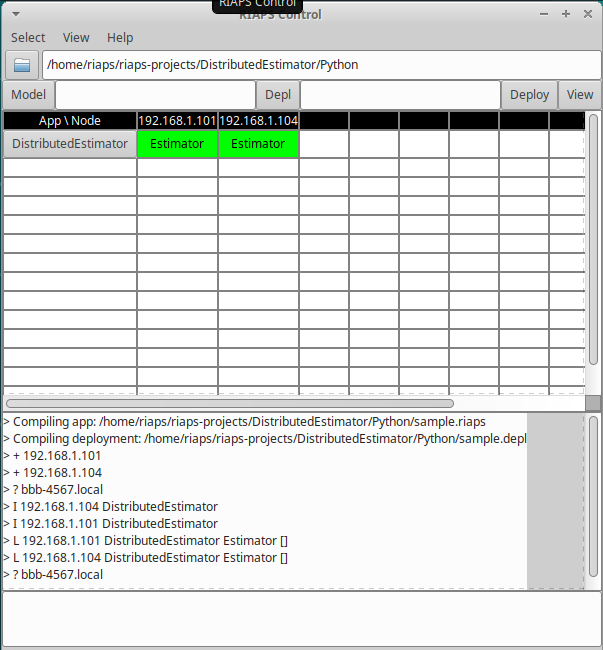 RIAPS Control
RIAPS Control
Select View Help
/home/riaps/riaps-projects/DistributedEstimator/Python
Model Depl Deploy View
App \ Node 192.168.1.101 192.168.1.104
DistributedEstimator Estimator Estimator
> Compiling app: /home/riaps/riaps-projects/DistributedEstimator/Python/sample.riaps
> Compiling deployment: /home/riaps/riaps-projects/DistributedEstimator/Python/sample.depl
> + 192.168.1.101
> + 192.168.1.104
> ? bbb-4567.local
> I 192.168.1.104 DistributedEstimator
> I 192.168.1.101 DistributedEstimator
> L 192.168.1.101 DistributedEstimator Estimator []
> L 192.168.1.104 DistributedEstimator Estimator []
> ? bbb-4567.local